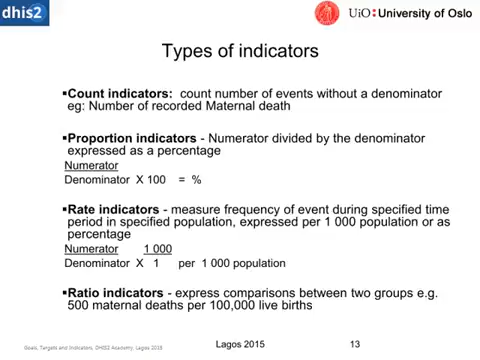 dhis2
UiO: University of Oslo
Types of indicators
▪Count indicators: count number of events without a denominator
eg: Number of recorded Maternal death
▪Proportion indicators - Numerator divided by the denominator
expressed as a percentage
Numerator
Denominator X 100 = %
▪Rate indicators - measure frequency of event during specified time
period in specified population, expressed per 1 000 population or as
percentage
Numerator 1 000
Denominator X 1 per 1 000 population
▪Ratio indicators - express comparisons between two groups e.g.
500 maternal deaths per 100,000 live births
Goals, Targets and Indicators, DHIS2 Academy, Lagos 2015
Lagos 2015 13